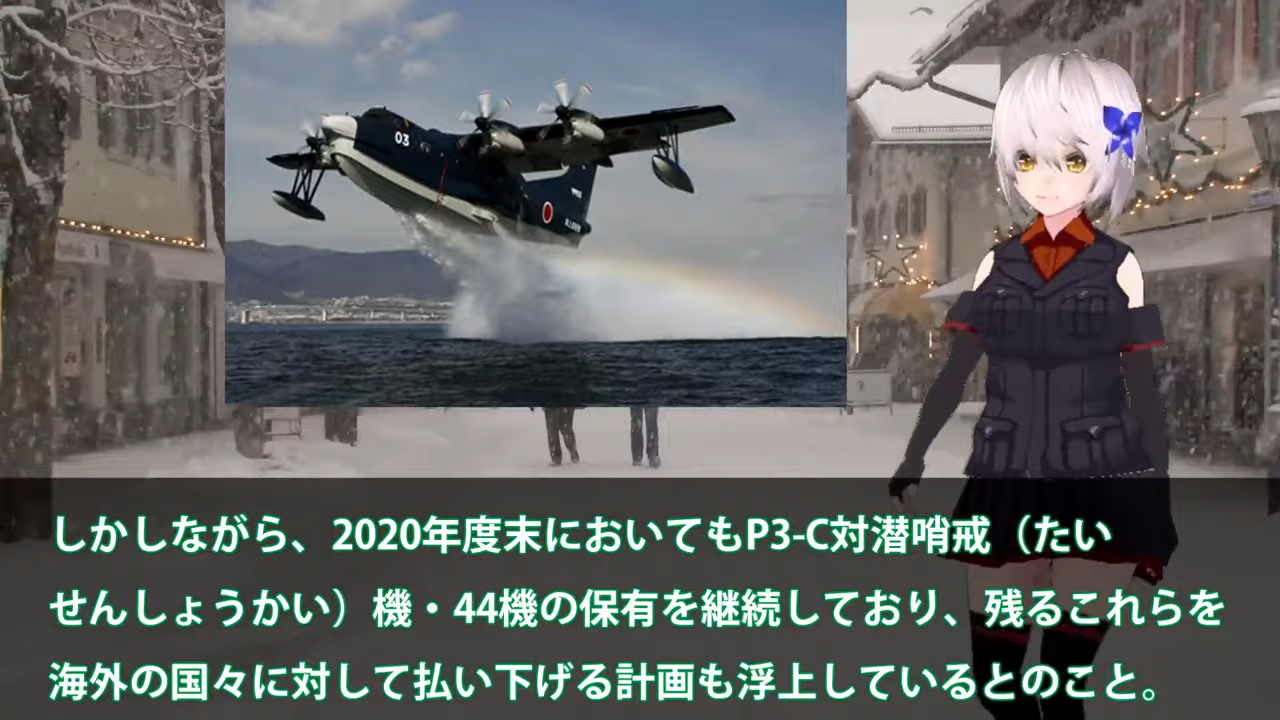 03
しかしながら、2020年度末においてもP3-C対潜哨戒（たい
せんしょうかい）機・44機の保有を継続しており、残るこれらを
海外の国々に対して払い下げる計画も浮上しているとのこと。